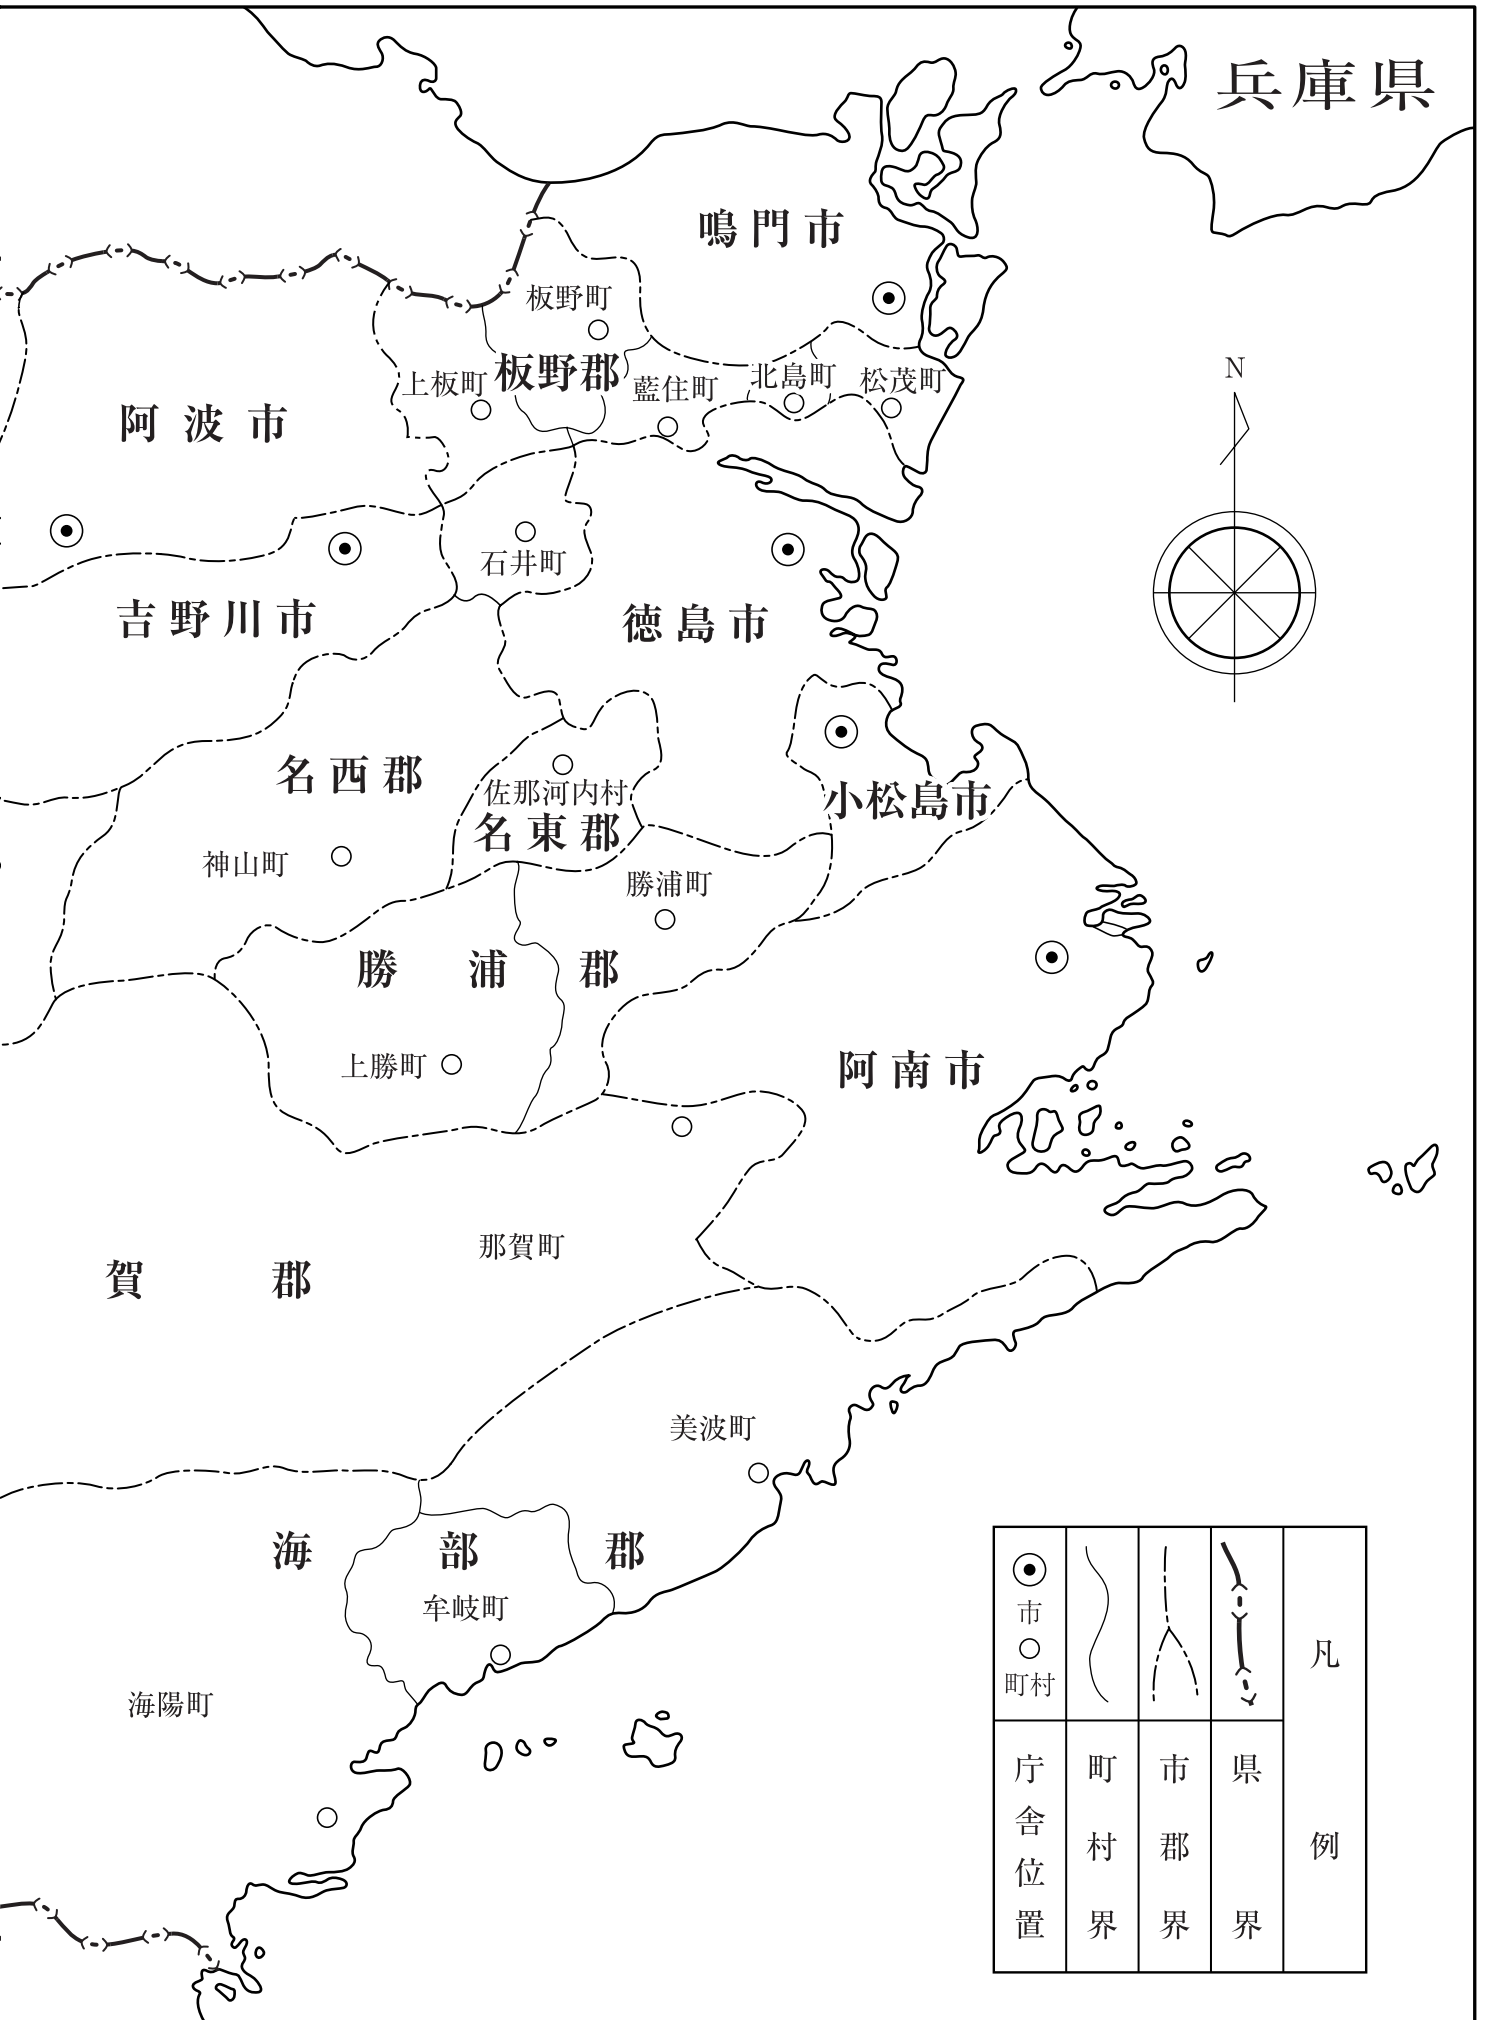 兵庫県
鳴門市
板野町
板野郡
上板町
藍住町
北島町
松茂町
N
阿波市
石井町
吉野川市
徳島市
名西郡
佐那河内村
小松島市
名東郡
神山町
勝浦町
勝浦郡
上勝町
阿南市
那賀町
賀郡
美波町
海部郡
牟岐町
海陽町
凡例
県界
市郡界
町村界
市
町村
庁舎位置